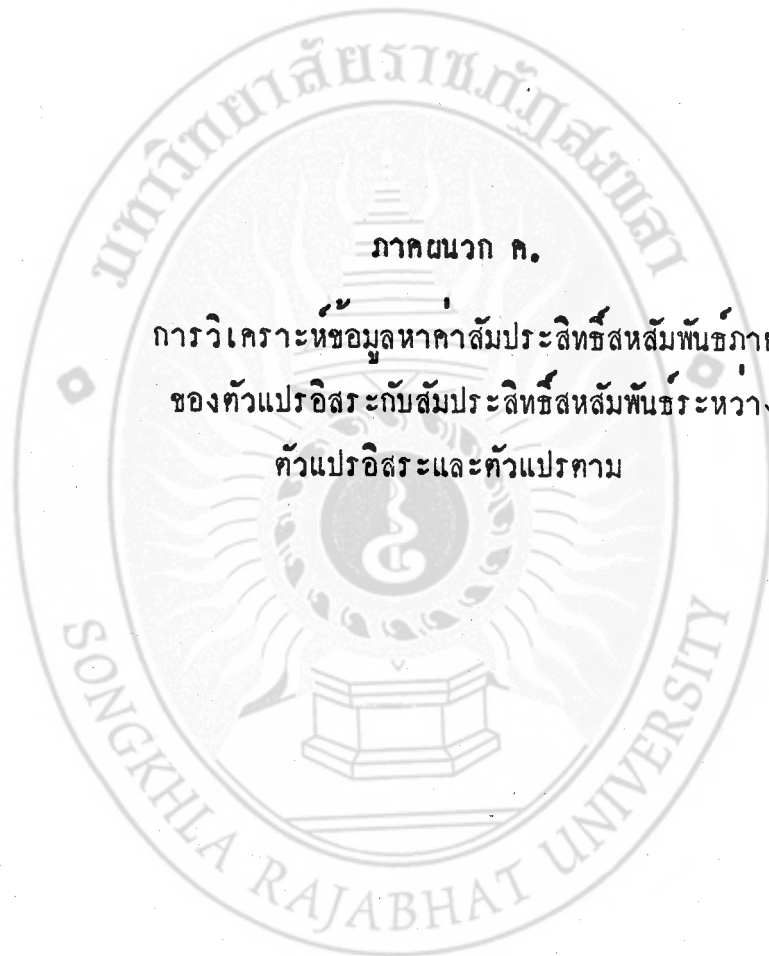 มหาวิทยาลัยราชภัฏสงขลา
ภาคผนวก ค.
การวิเคราะห์ข้อมูลหาค่าสัมประสิทธิ์สหสัมพันธ์ภาย
ของตัวแปรอิสระกับสัมประสิทธิ์สหสัมพันธ์ระหว่าง
ตัวแปรอิสระและตัวแปรตาม
SONGKHLA RAJABHAT UNIVERSITY